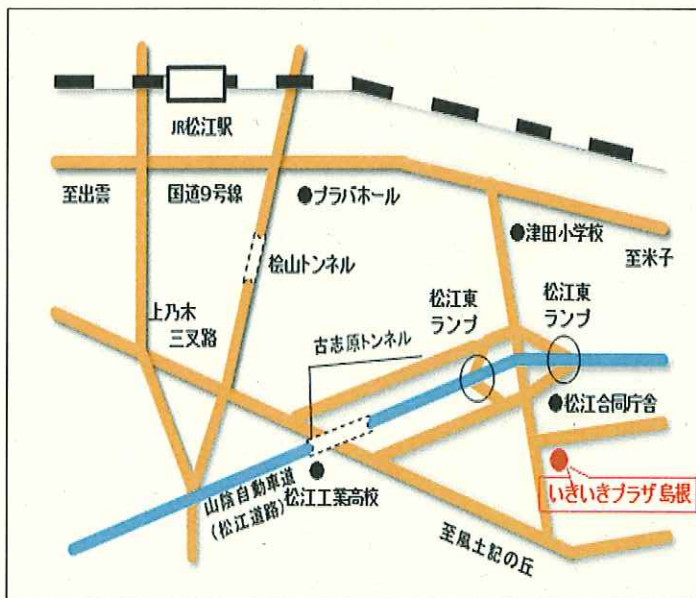 JR松江駅
至出雲
国道9号線
プラバホール
津田小学校
至米子
桧山トンネル
上乃木
三叉路
松江東
ランプ
松江東
ランプ
古志原トンネル
松江合同庁舎
いきいきプラザ島根
山陰自動車道
(松江道路)
松江工業高校
至風土記の丘